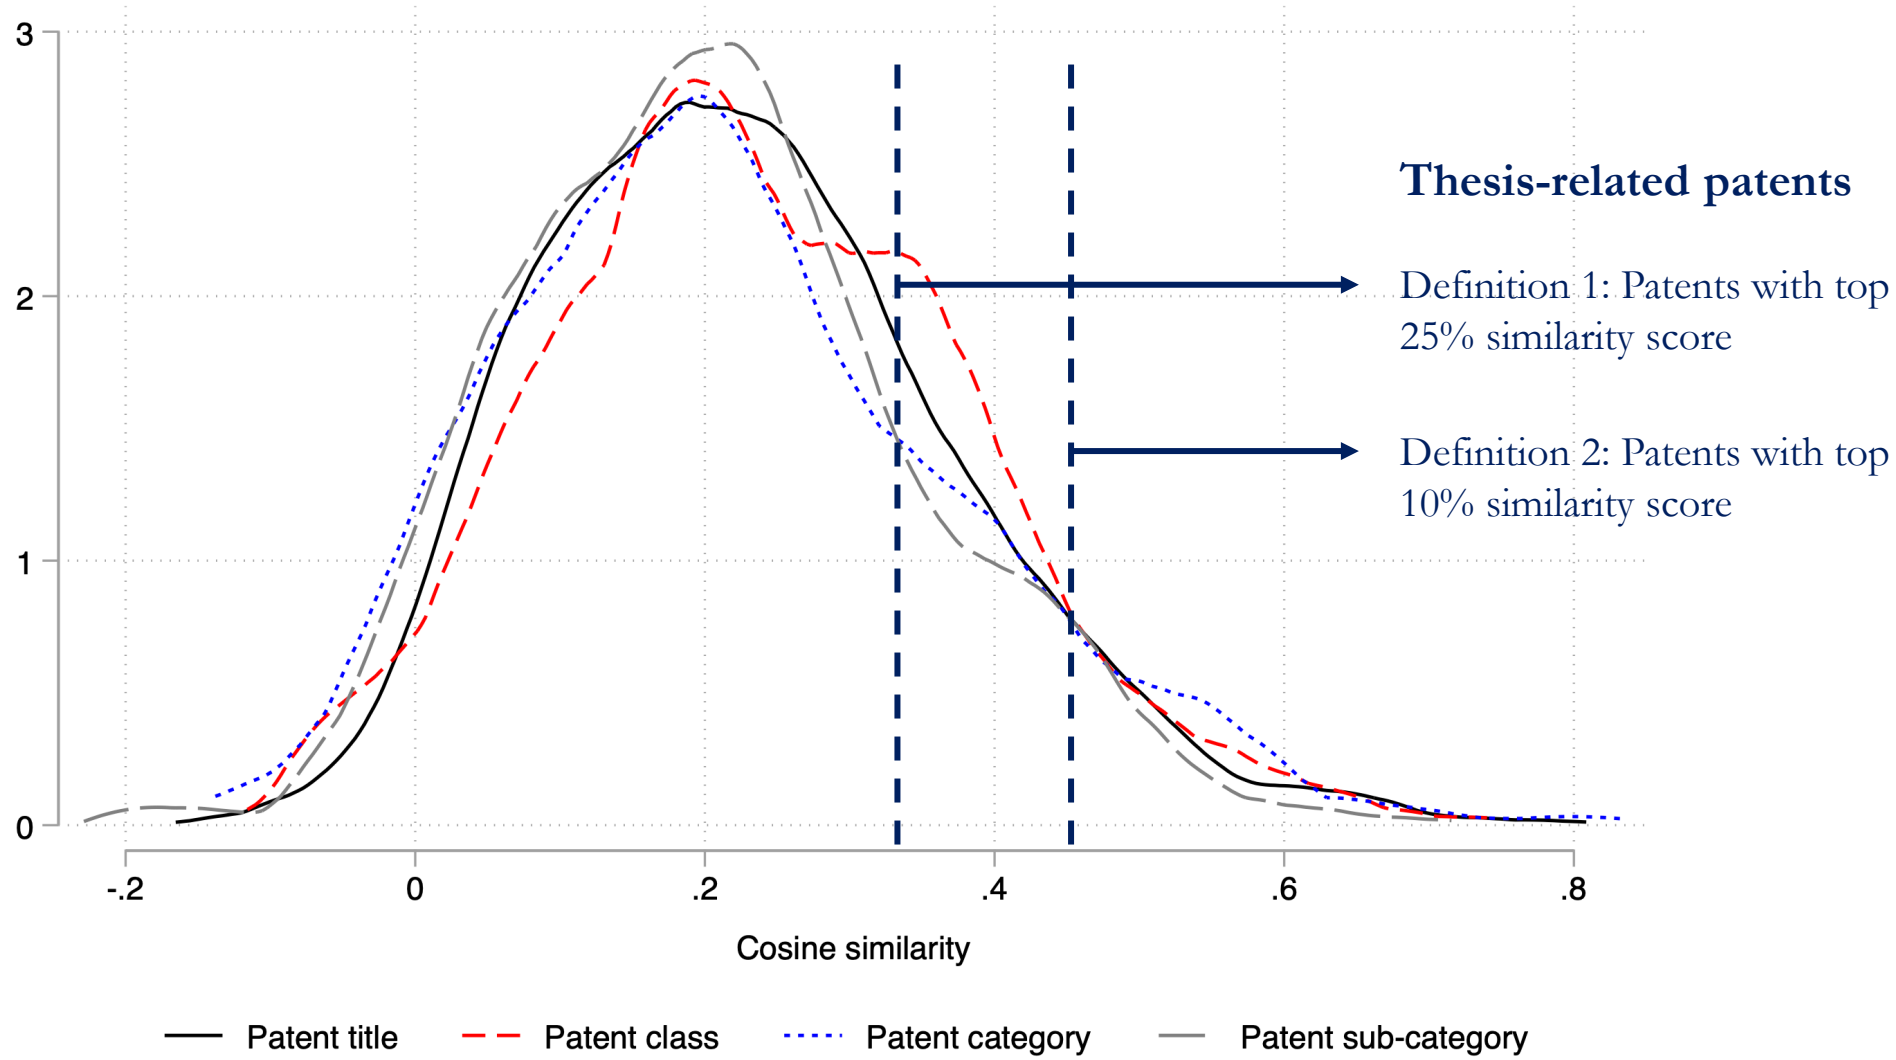 3
2
1
0
Thesis-related patents
Definition 1: Patents with top
25% similarity score
Definition 2: Patents with top
10% similarity score
-.2 0 .2 .4 .6 .8
Cosine similarity
Patent title Patent class Patent category Patent sub-category